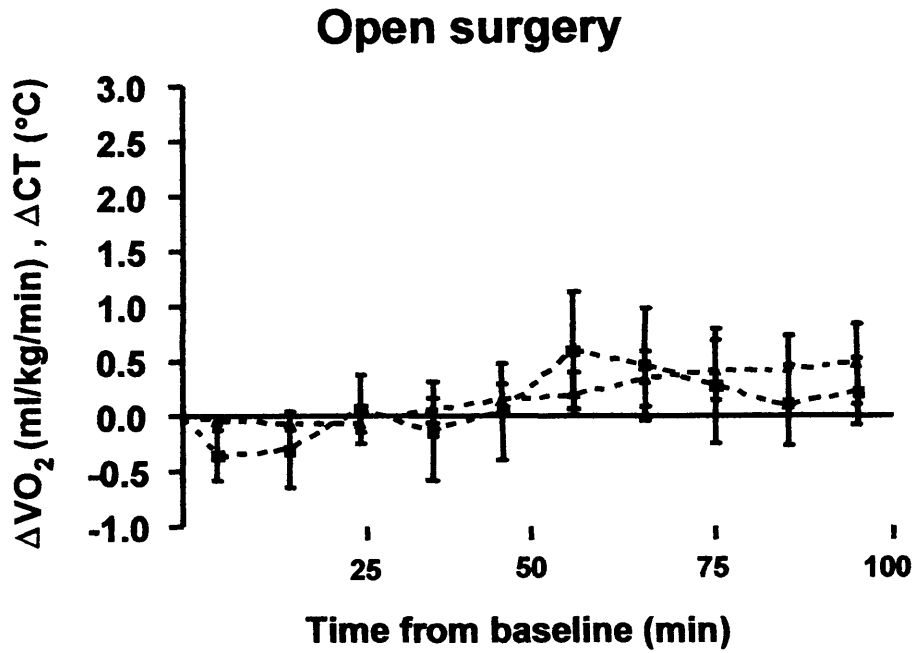 Open surgery
ΔVO₂ (ml/kg/min) , ΔCT (°C)
3.0
2.5
2.0
1.5
1.0
0.5
0.0
-0.5
-1.0
25 50 75 100
Time from baseline (min)